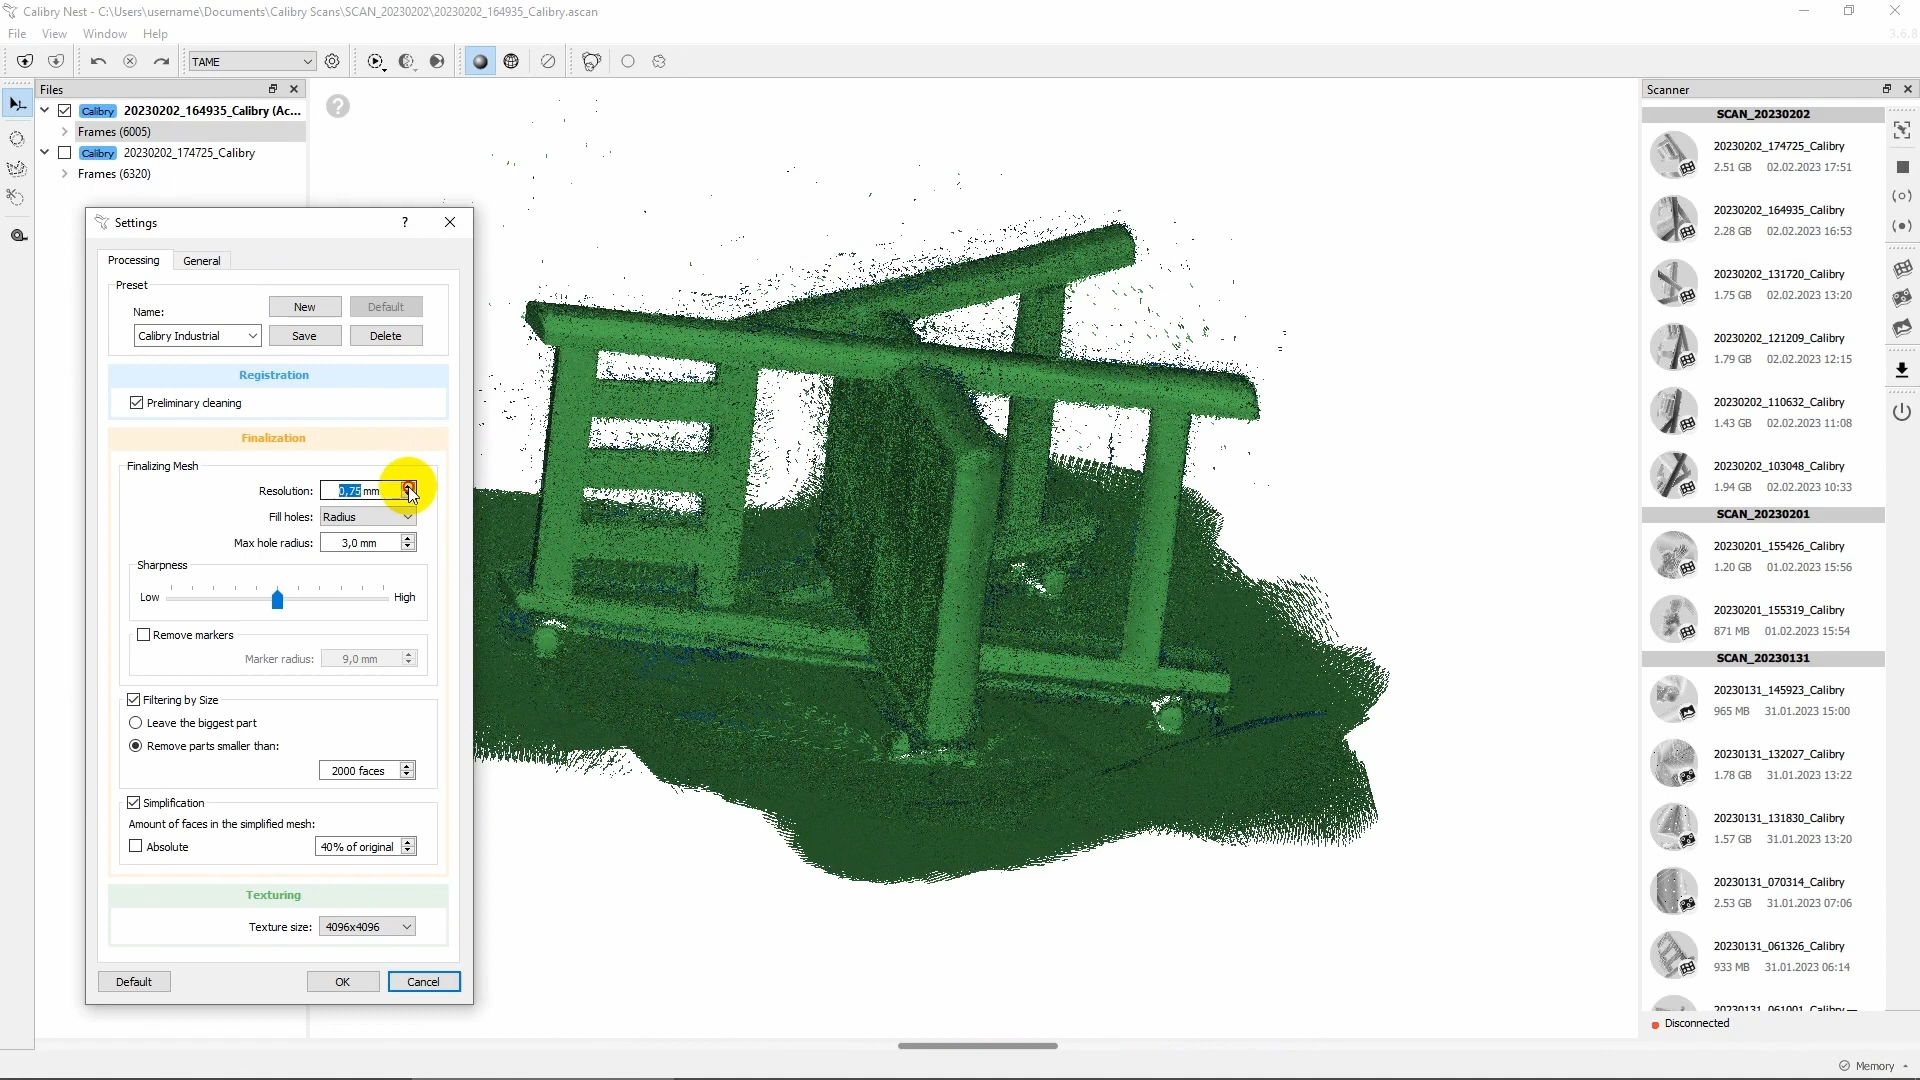 Calibry Nest - C:\Users\username\Documents\Calibry Scans\SCAN_20230202\20230202_164935_Calibry.ascan
File View Window Help
3.6.8
TAME
Files
Calibry 20230202_164935_Calibry (Ac...
Frames (6005)
Calibry 20230202_174725_Calibry
Frames (6320)
?
Settings
?
Processing General
Preset
Name:
New Default
Calibry Industrial
Save Delete
Registration
Preliminary cleaning
Finalization
Finalizing Mesh
Resolution: 0,75 mm
Fill holes: Radius
Max hole radius: 3,0 mm
Sharpness
Low High
Remove markers
Marker radius: 9,0 mm
Filtering by Size
Leave the biggest part
Remove parts smaller than:
2000 faces
Simplification
Amount of faces in the simplified mesh:
Absolute 40% of original
Texturing
Texture size: 4096x4096
Default OK Cancel
Scanner
SCAN_20230202
20230202_174725_Calibry
2.51 GB 02.02.2023 17:51
20230202_164935_Calibry
2.28 GB 02.02.2023 16:53
20230202_131720_Calibry
1.75 GB 02.02.2023 13:20
20230202_121209_Calibry
1.79 GB 02.02.2023 12:15
20230202_110632_Calibry
1.43 GB 02.02.2023 11:08
20230202_103048_Calibry
1.94 GB 02.02.2023 10:33
SCAN_20230201
20230201_155426_Calibry
1.20 GB 01.02.2023 15:56
20230201_155319_Calibry
871 MB 01.02.2023 15:54
SCAN_20230131
20230131_145923_Calibry
965 MB 31.01.2023 15:00
20230131_132027_Calibry
1.78 GB 31.01.2023 13:22
20230131_131830_Calibry
1.57 GB 31.01.2023 13:20
20230131_070314_Calibry
2.53 GB 31.01.2023 07:06
20230131_061326_Calibry
933 MB 31.01.2023 06:14
20230131_061001_Calibry
Disconnected
Memory